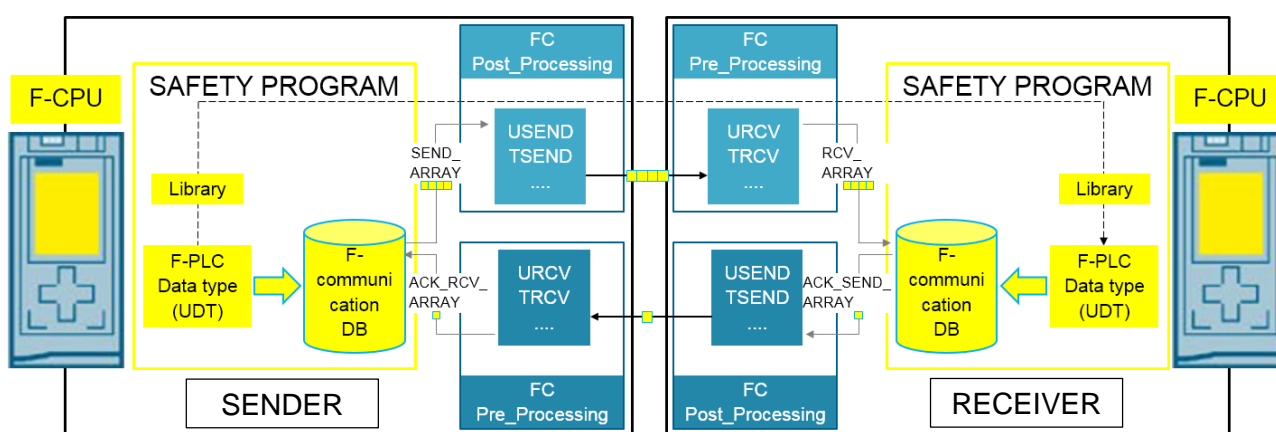 FC
Post_Processing
FC
Pre_Processing
F-CPU
SAFETY PROGRAM
SAFETY PROGRAM
F-CPU
USEND
TSEND
....
URCV
TRCV
....
SEND_
ARRAY
RCV_
ARRAY
Library
Library
F-PLC
Data type
(UDT)
F-
communi
cation
DB
ACK_RCV_
ARRAY
URCV
TRCV
....
USEND
TSEND
....
ACK_SEND_
ARRAY
F-
communi
cation
DB
F-PLC
Data type
(UDT)
SENDER
FC
Pre_Processing
FC
Post_Processing
RECEIVER